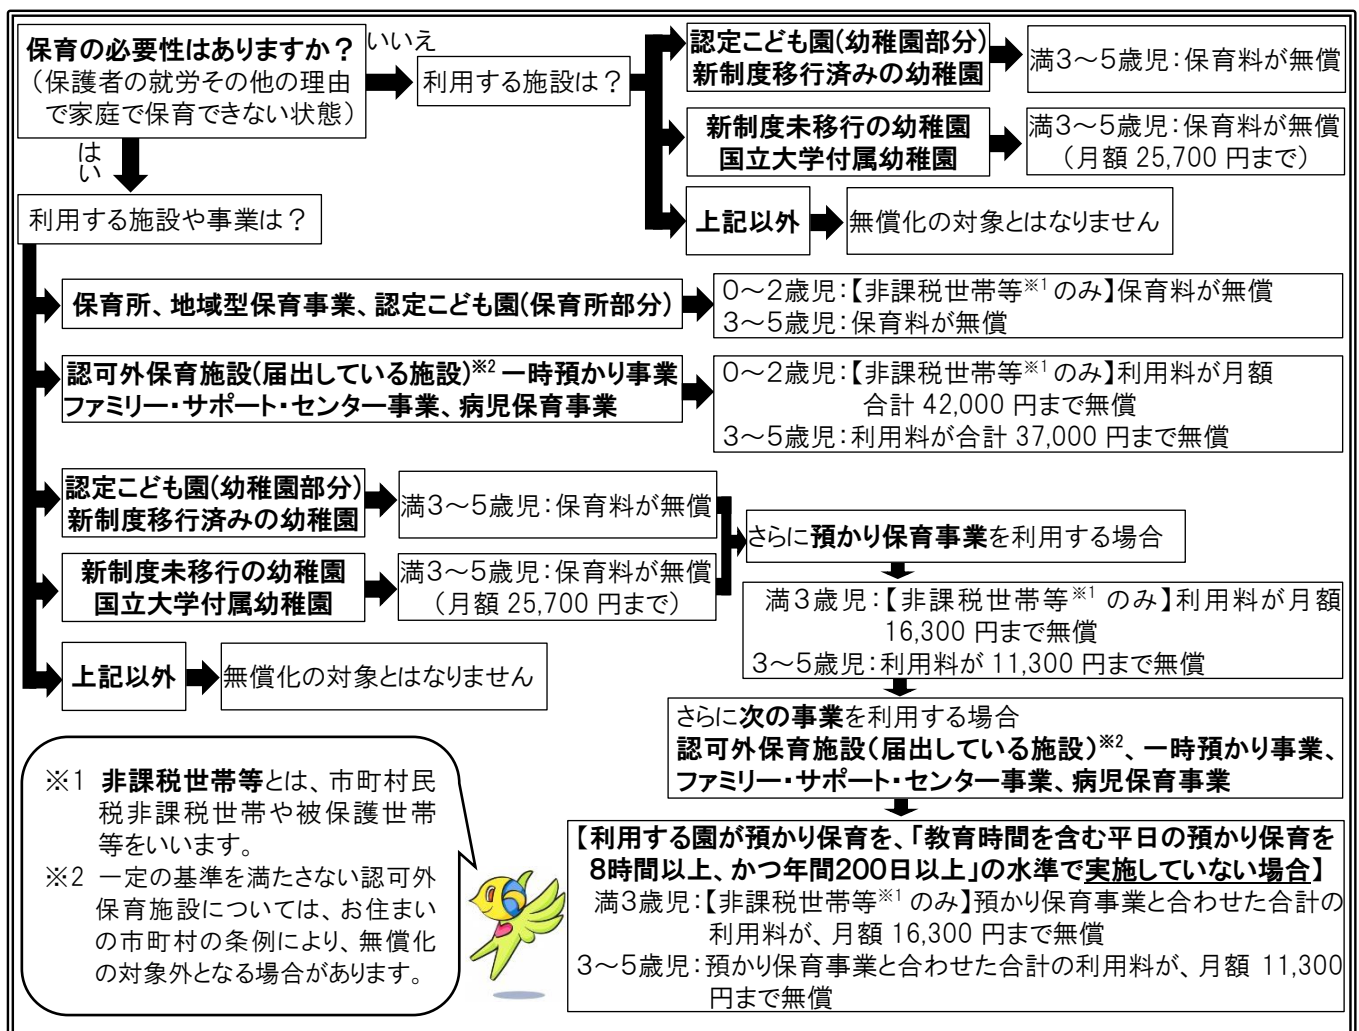 保育の必要性はありますか？
（保護者の就労その他の理由
で家庭で保育できない状態）
いいえ
利用する施設は？
認定こども園（幼稚園部分）
新制度移行済みの幼稚園
満３～５歳児：保育料が無償
新制度未移行の幼稚園
国立大学付属幼稚園
満３～５歳児：保育料が無償
（月額 25,700 円まで）
上記以外
無償化の対象とはなりません
はい
利用する施設や事業は？
保育所、地域型保育事業、認定こども園（保育所部分）
０～２歳児：【非課税世帯等※1 のみ】保育料が無償
３～５歳児：保育料が無償
認可外保育施設（届出している施設）※2 一時預かり事業
ファミリー・サポート・センター事業、病児保育事業
０～２歳児：【非課税世帯等※1 のみ】利用料が月額
合計 42,000 円まで無償
３～５歳児：利用料が合計 37,000 円まで無償
認定こども園（幼稚園部分）
新制度移行済みの幼稚園
満３～５歳児：保育料が無償
新制度未移行の幼稚園
国立大学付属幼稚園
満３～５歳児：保育料が無償
（月額 25,700 円まで）
さらに預かり保育事業を利用する場合
満３歳児：【非課税世帯等※1 のみ】利用料が月額
16,300 円まで無償
３～５歳児：利用料が 11,300 円まで無償
上記以外
無償化の対象とはなりません
さらに次の事業を利用する場合
認可外保育施設（届出している施設）※2、一時預かり事業、
ファミリー・サポート・センター事業、病児保育事業
【利用する園が預かり保育を、「教育時間を含む平日の預かり保育を
８時間以上、かつ年間200日以上」の水準で実施していない場合】
満３歳児：【非課税世帯等※1 のみ】預かり保育事業と合わせた合計の
利用料が、月額 16,300 円まで無償
３～５歳児：預かり保育事業と合わせた合計の利用料が、月額 11,300
円まで無償
※1 非課税世帯等とは、市町村民
税非課税世帯や被保護世帯
等をいいます。
※2 一定の基準を満たさない認可外
保育施設については、お住まい
の市町村の条例により、無償化
の対象外となる場合があります。